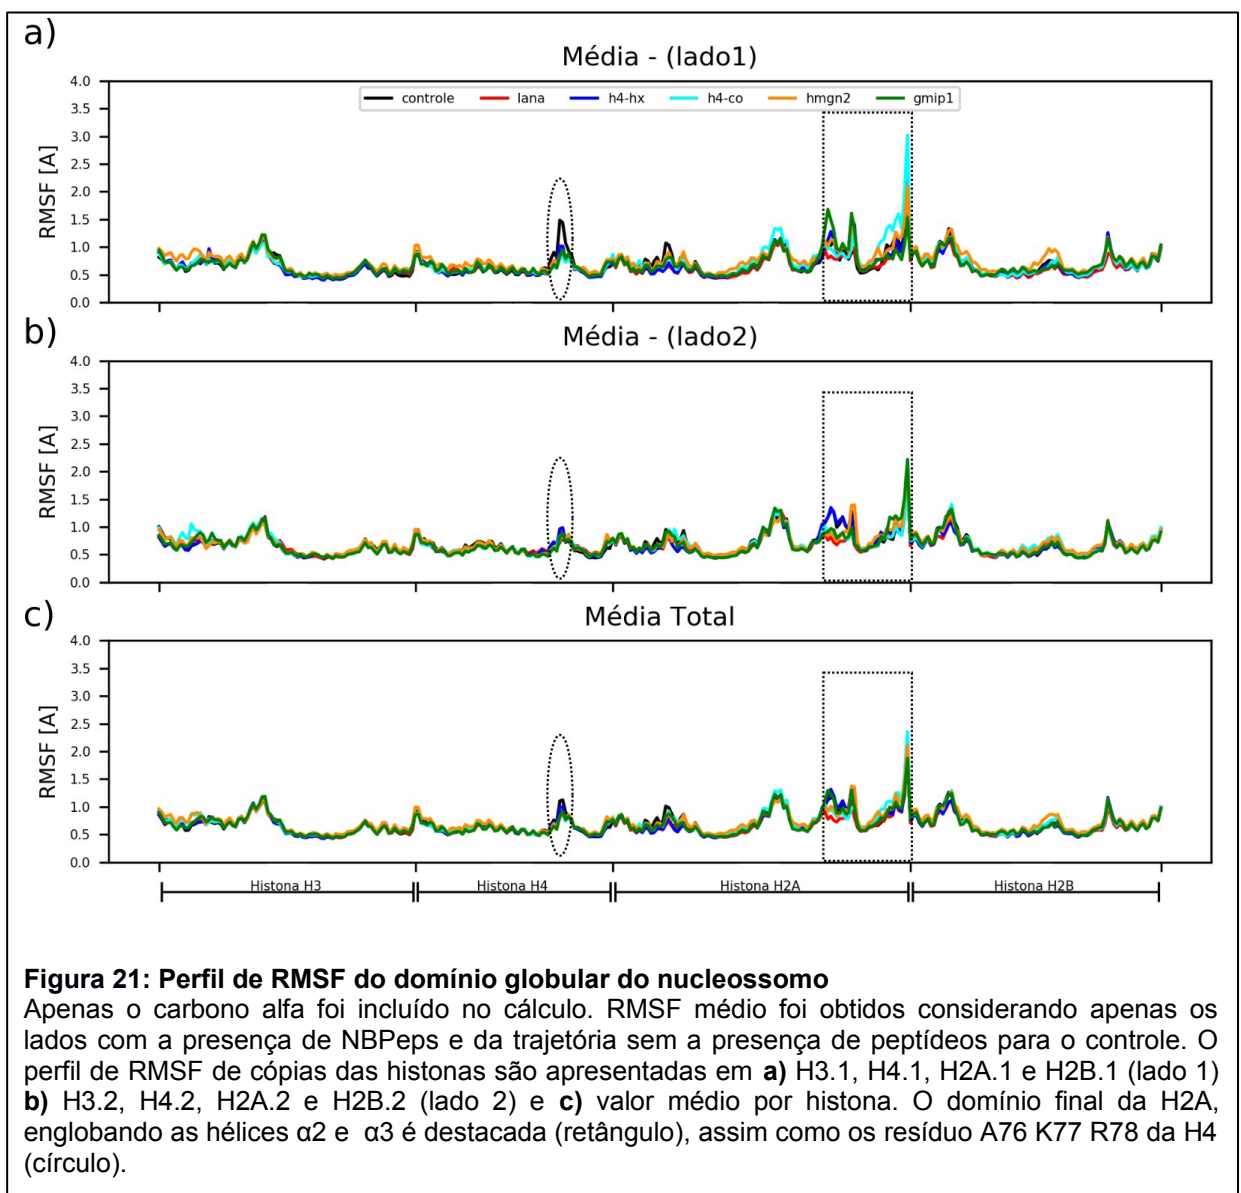 a)
Média - (lado1)
4.0
3.5
3.0
2.5
2.0
1.5
1.0
0.5
0.0
RMSF [A]
controle lana h4-hx h4-co hmgn2 gmip1
b)
Média - (lado2)
4.0
3.5
3.0
2.5
2.0
1.5
1.0
0.5
0.0
RMSF [A]
c)
Média Total
4.0
3.5
3.0
2.5
2.0
1.5
1.0
0.5
0.0
RMSF [A]
Histona H3 Histona H4 Histona H2A Histona H2B
Figura 21: Perfil de RMSF do domínio globular do nucleossomo
Apenas o carbono alfa foi incluído no cálculo. RMSF médio foi obtidos considerando apenas os
lados com a presença de NBPeps e da trajetória sem a presença de peptídeos para o controle. O
perfil de RMSF de cópias das histonas são apresentadas em a) H3.1, H4.1, H2A.1 e H2B.1 (lado 1)
b) H3.2, H4.2, H2A.2 e H2B.2 (lado 2) e c) valor médio por histona. O domínio final da H2A,
englobando as hélices α2 e α3 é destacada (retângulo), assim como os resíduo A76 K77 R78 da H4
(círculo).